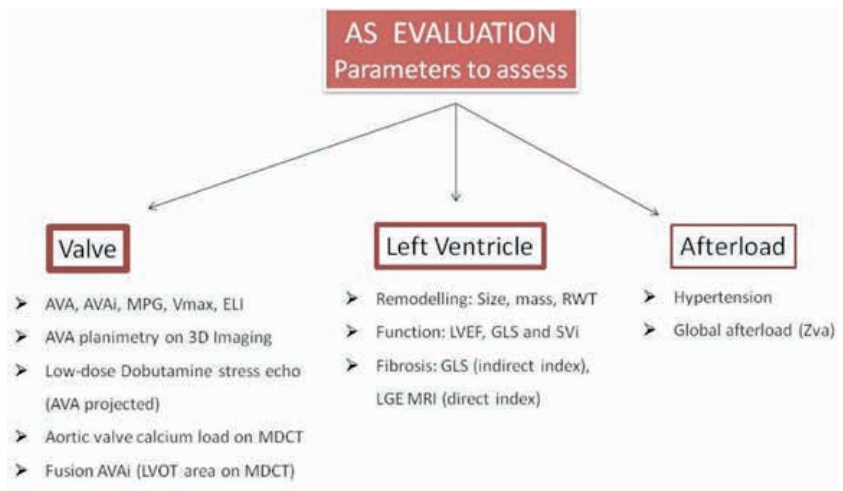 AS EVALUATION
Parameters to assess
Valve
➤ AVA, AVAi, MPG, Vmax, ELI
➤ AVA planimetry on 3D Imaging
➤ Low-dose Dobutamine stress echo
(AVA projected)
➤ Aortic valve calcium load on MDCT
➤ Fusion AVAi (LVOT area on MDCT)
Left Ventricle
➤ Remodelling: Size, mass, RWT
➤ Function: LVEF, GLS and SVi
➤ Fibrosis: GLS (indirect index),
LGE MRI (direct index)
Afterload
➤ Hypertension
➤ Global afterload (Zva)